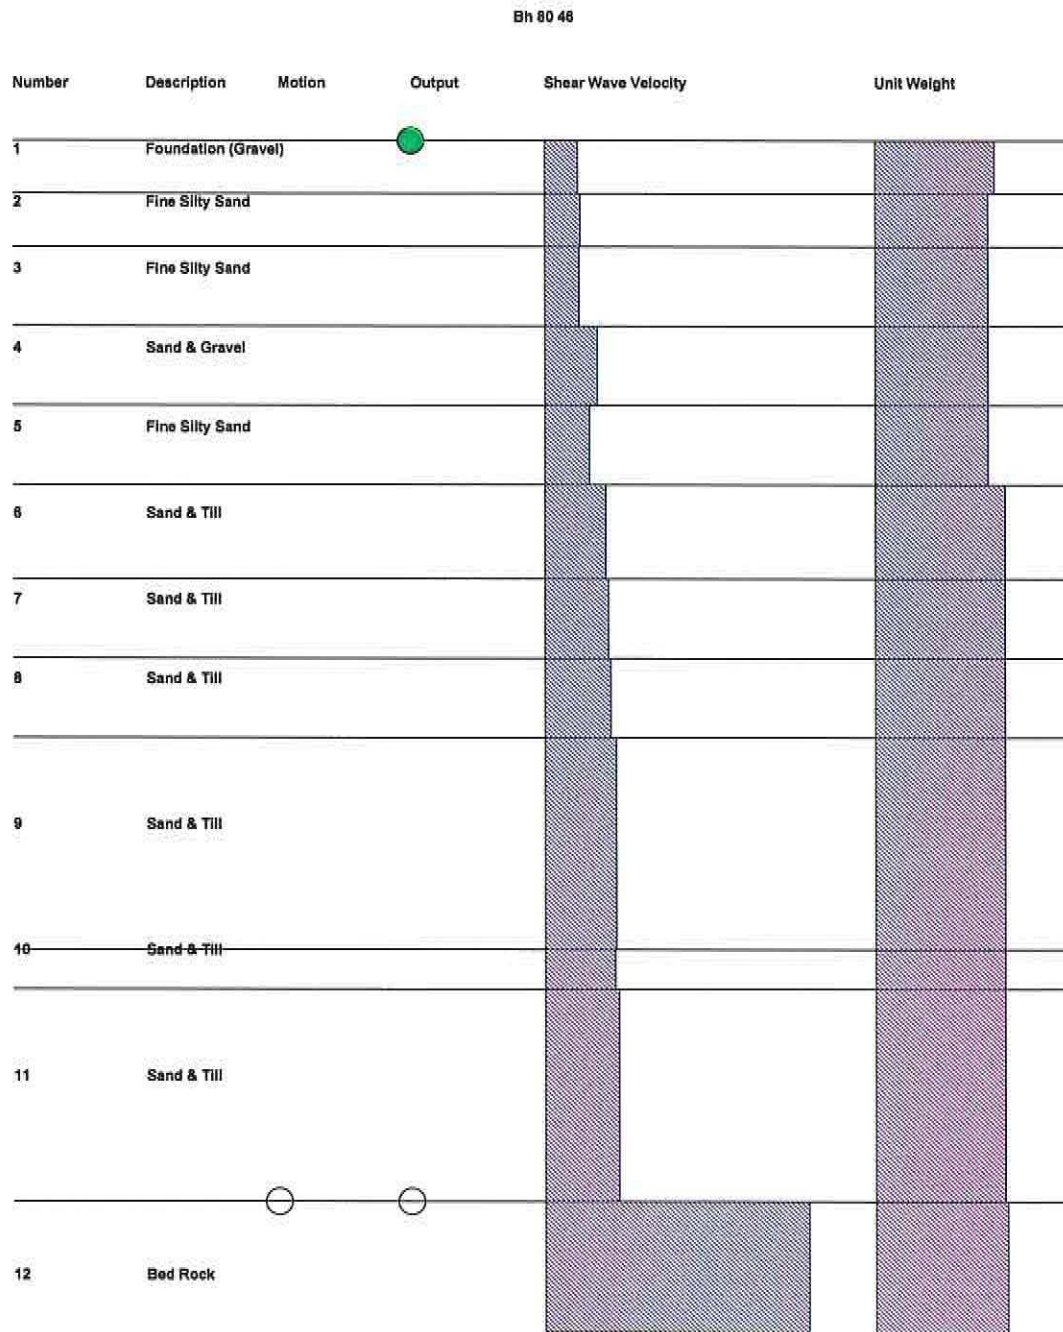 Bh 80 46
Number Description Motion Output Shear Wave Velocity Unit Weight
1 Foundation (Gravel)
2 Fine Silty Sand
3 Fine Silty Sand
4 Sand & Gravel
5 Fine Silty Sand
6 Sand & Till
7 Sand & Till
8 Sand & Till
9 Sand & Till
10 Sand & Till
11 Sand & Till
12 Bed Rock